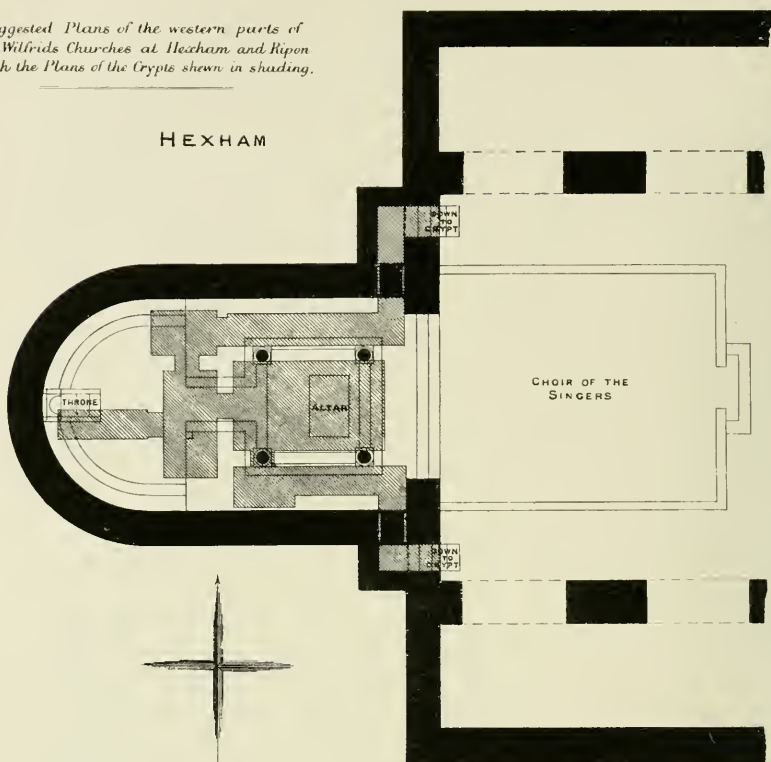 ggested Plans of the western parts of
Wilfrids Churches at Hexham and Ripon
h the Plans of the Crypts shewn in shading.
HEXHAM
DOWN
TO
CRYPT
THRONE
ALTAR
CHOIR OF THE
SINGERS
DOWN
TO
CRYPT